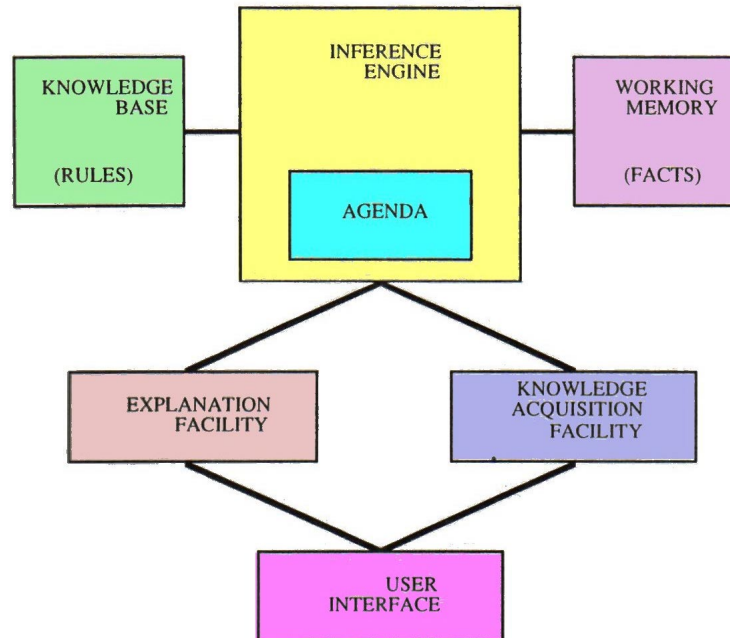 INFERENCE
ENGINE
KNOWLEDGE
BASE
(RULES)
WORKING
MEMORY
(FACTS)
AGENDA
EXPLANATION
FACILITY
KNOWLEDGE
ACQUISITION
FACILITY
USER
INTERFACE